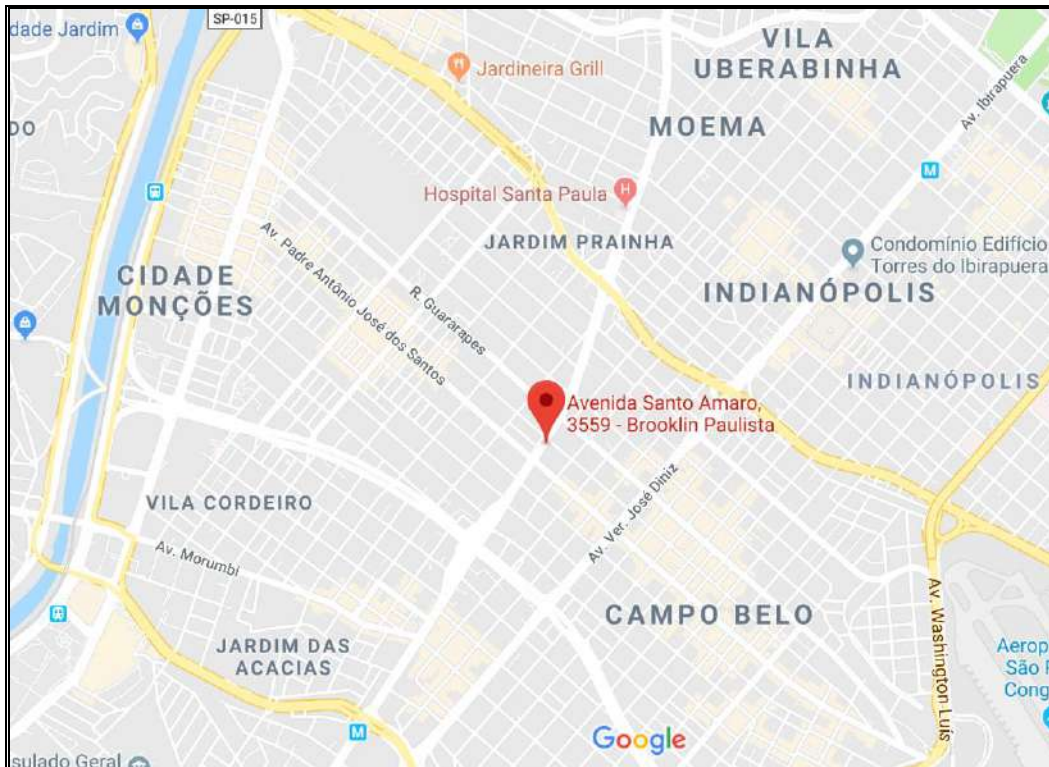 SP-015
dade Jardim
Jardineira Grill
VILA
UBERABINHA
Av. Ibirapuera
DO
MOEMA
M
Hospital Santa Paula
H
JARDIM PRAINHA
Av. Padre Antônio José dos Santos
R. Guararapes
Condomínio Edifício
Torres do Ibirapuera
CIDADE
MONÇÕES
INDIANÓPOLIS
INDIANÓPOLIS
Avenida Santo Amaro,
3559 - Brooklin Paulista
VILA CORDEIRO
Av. Ver. José Diniz
Av. Morumbi
CAMPO BELO
Av. Washington Luís
JARDIM DAS
ACACIAS
Aerop
São P
Cong
M
Google
sulado Geral